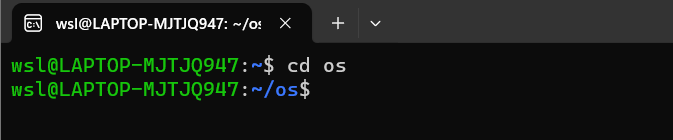 wsl@LAPTOP-MJTJQ947: ~/os
wsl@LAPTOP-MJTJQ947:~$ cd os
wsl@LAPTOP-MJTJQ947:~/os$